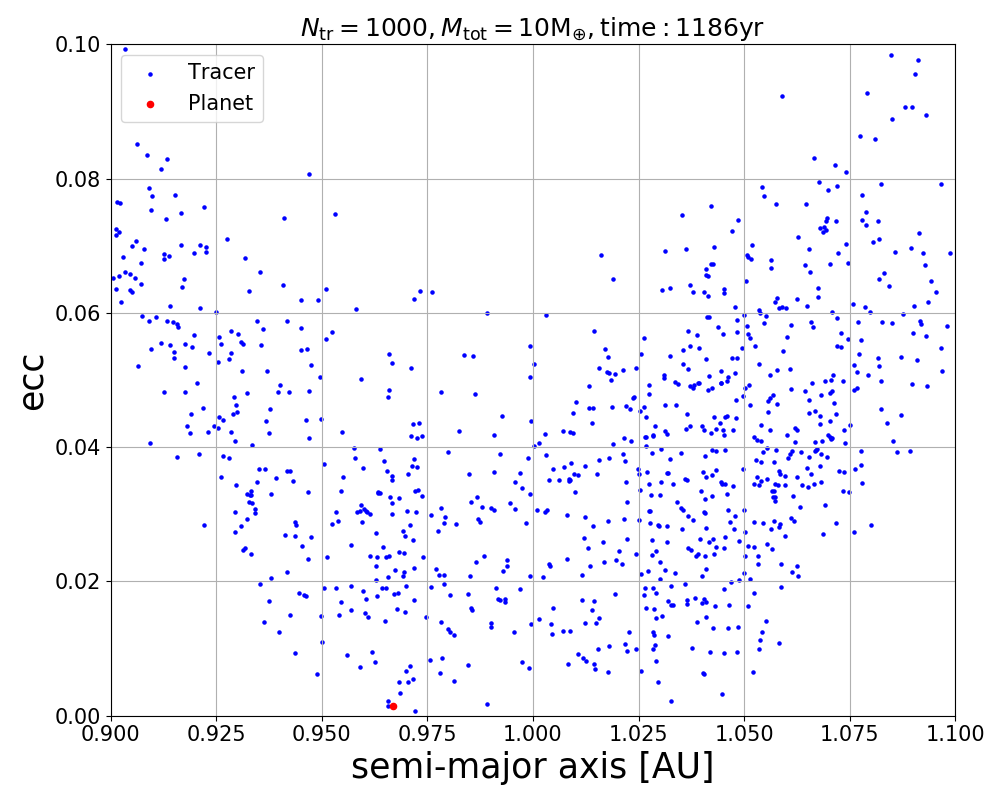 N_tr = 1000, M_tot = 10M_⊕, time : 1186yr
Tracer
Planet
0.10
0.08
0.06
0.04
0.02
0.00
ecc
0.900 0.925 0.950 0.975 1.000 1.025 1.050 1.075 1.100
semi-major axis [AU]